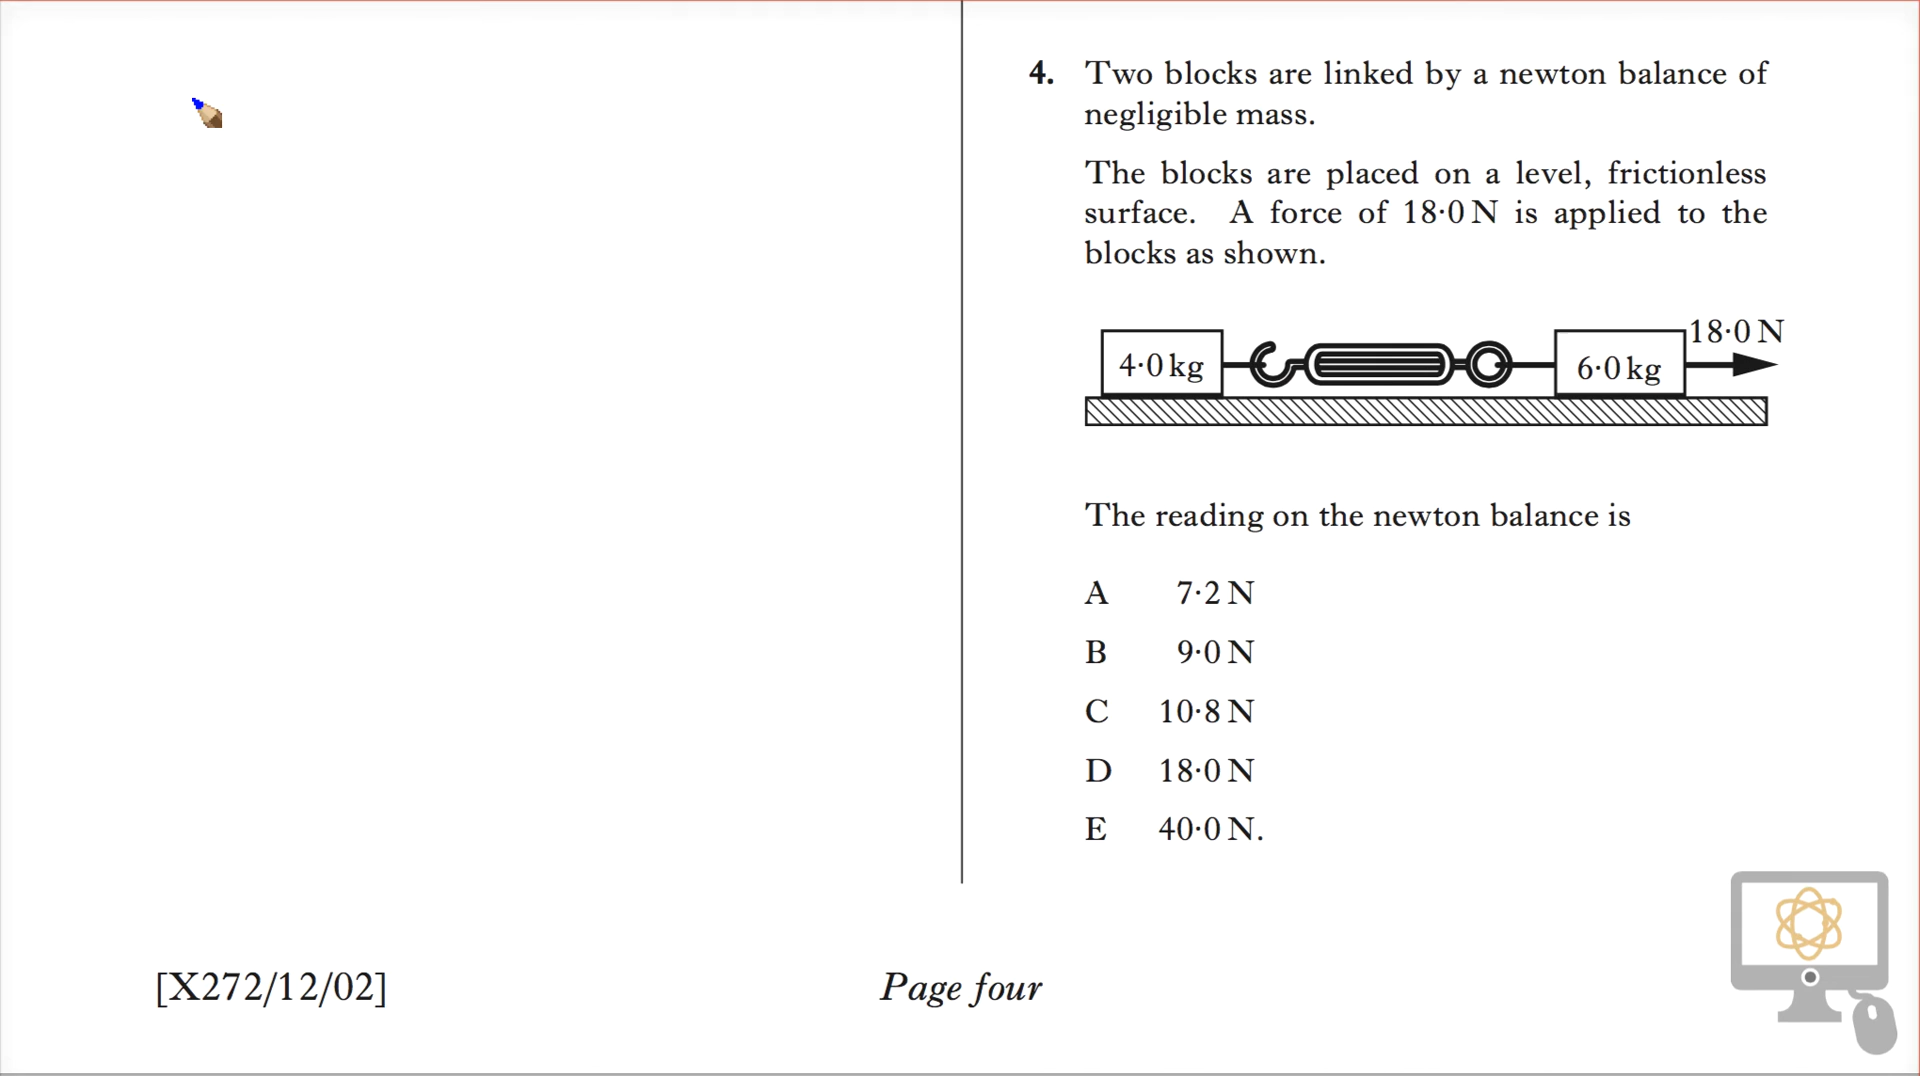 4. Two blocks are linked by a newton balance of
negligible mass.
The blocks are placed on a level, frictionless
surface. A force of 18·0 N is applied to the
blocks as shown.
18·0 N
4·0 kg
6·0 kg
The reading on the newton balance is
A 7·2 N
B 9·0 N
C 10·8 N
D 18·0 N
E 40·0 N.
[X272/12/02]
Page four